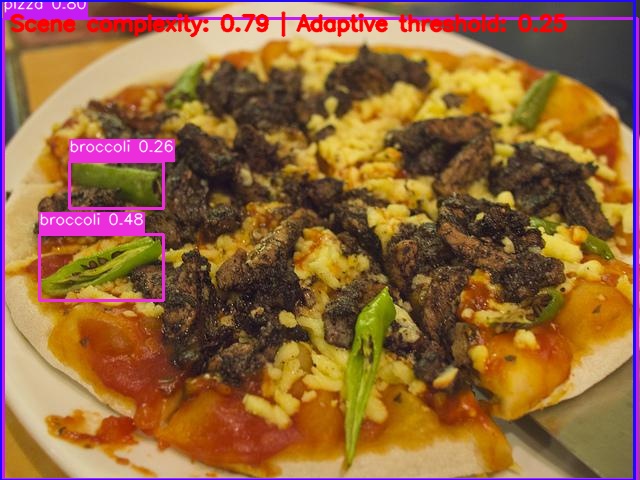 pizza 0.80
Scene complexity: 0.79 | Adaptive threshold: 0.25
broccoli 0.26
broccoli 0.48